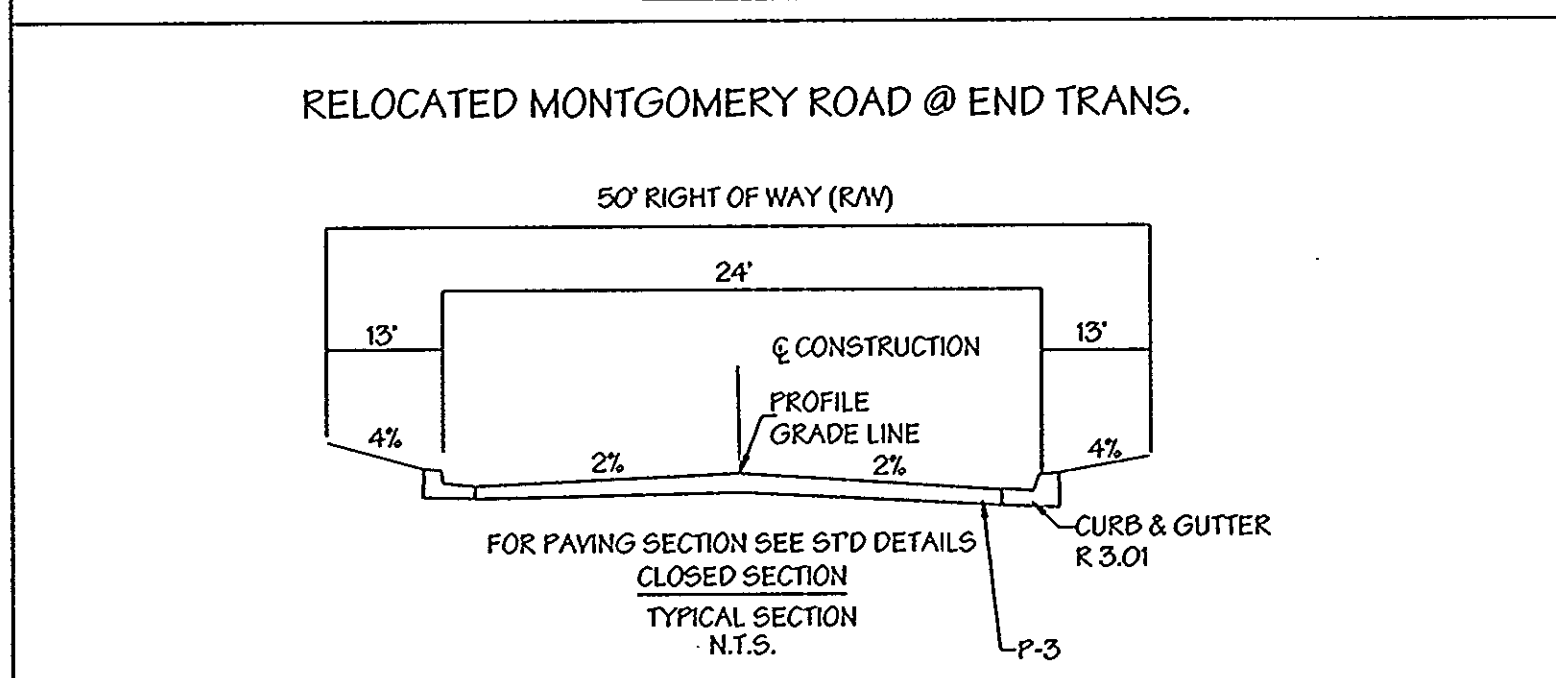 RELOCATED MONTGOMERY ROAD @ END TRANS.
50' RIGHT OF WAY (R/W)
24'
13'
13'
℄ CONSTRUCTION
PROFILE
GRADE LINE
4%
2%
2%
4%
CURB & GUTTER
R 3.01
FOR PAVING SECTION SEE STD DETAILS
CLOSED SECTION
TYPICAL SECTION
N.T.S.
P-3